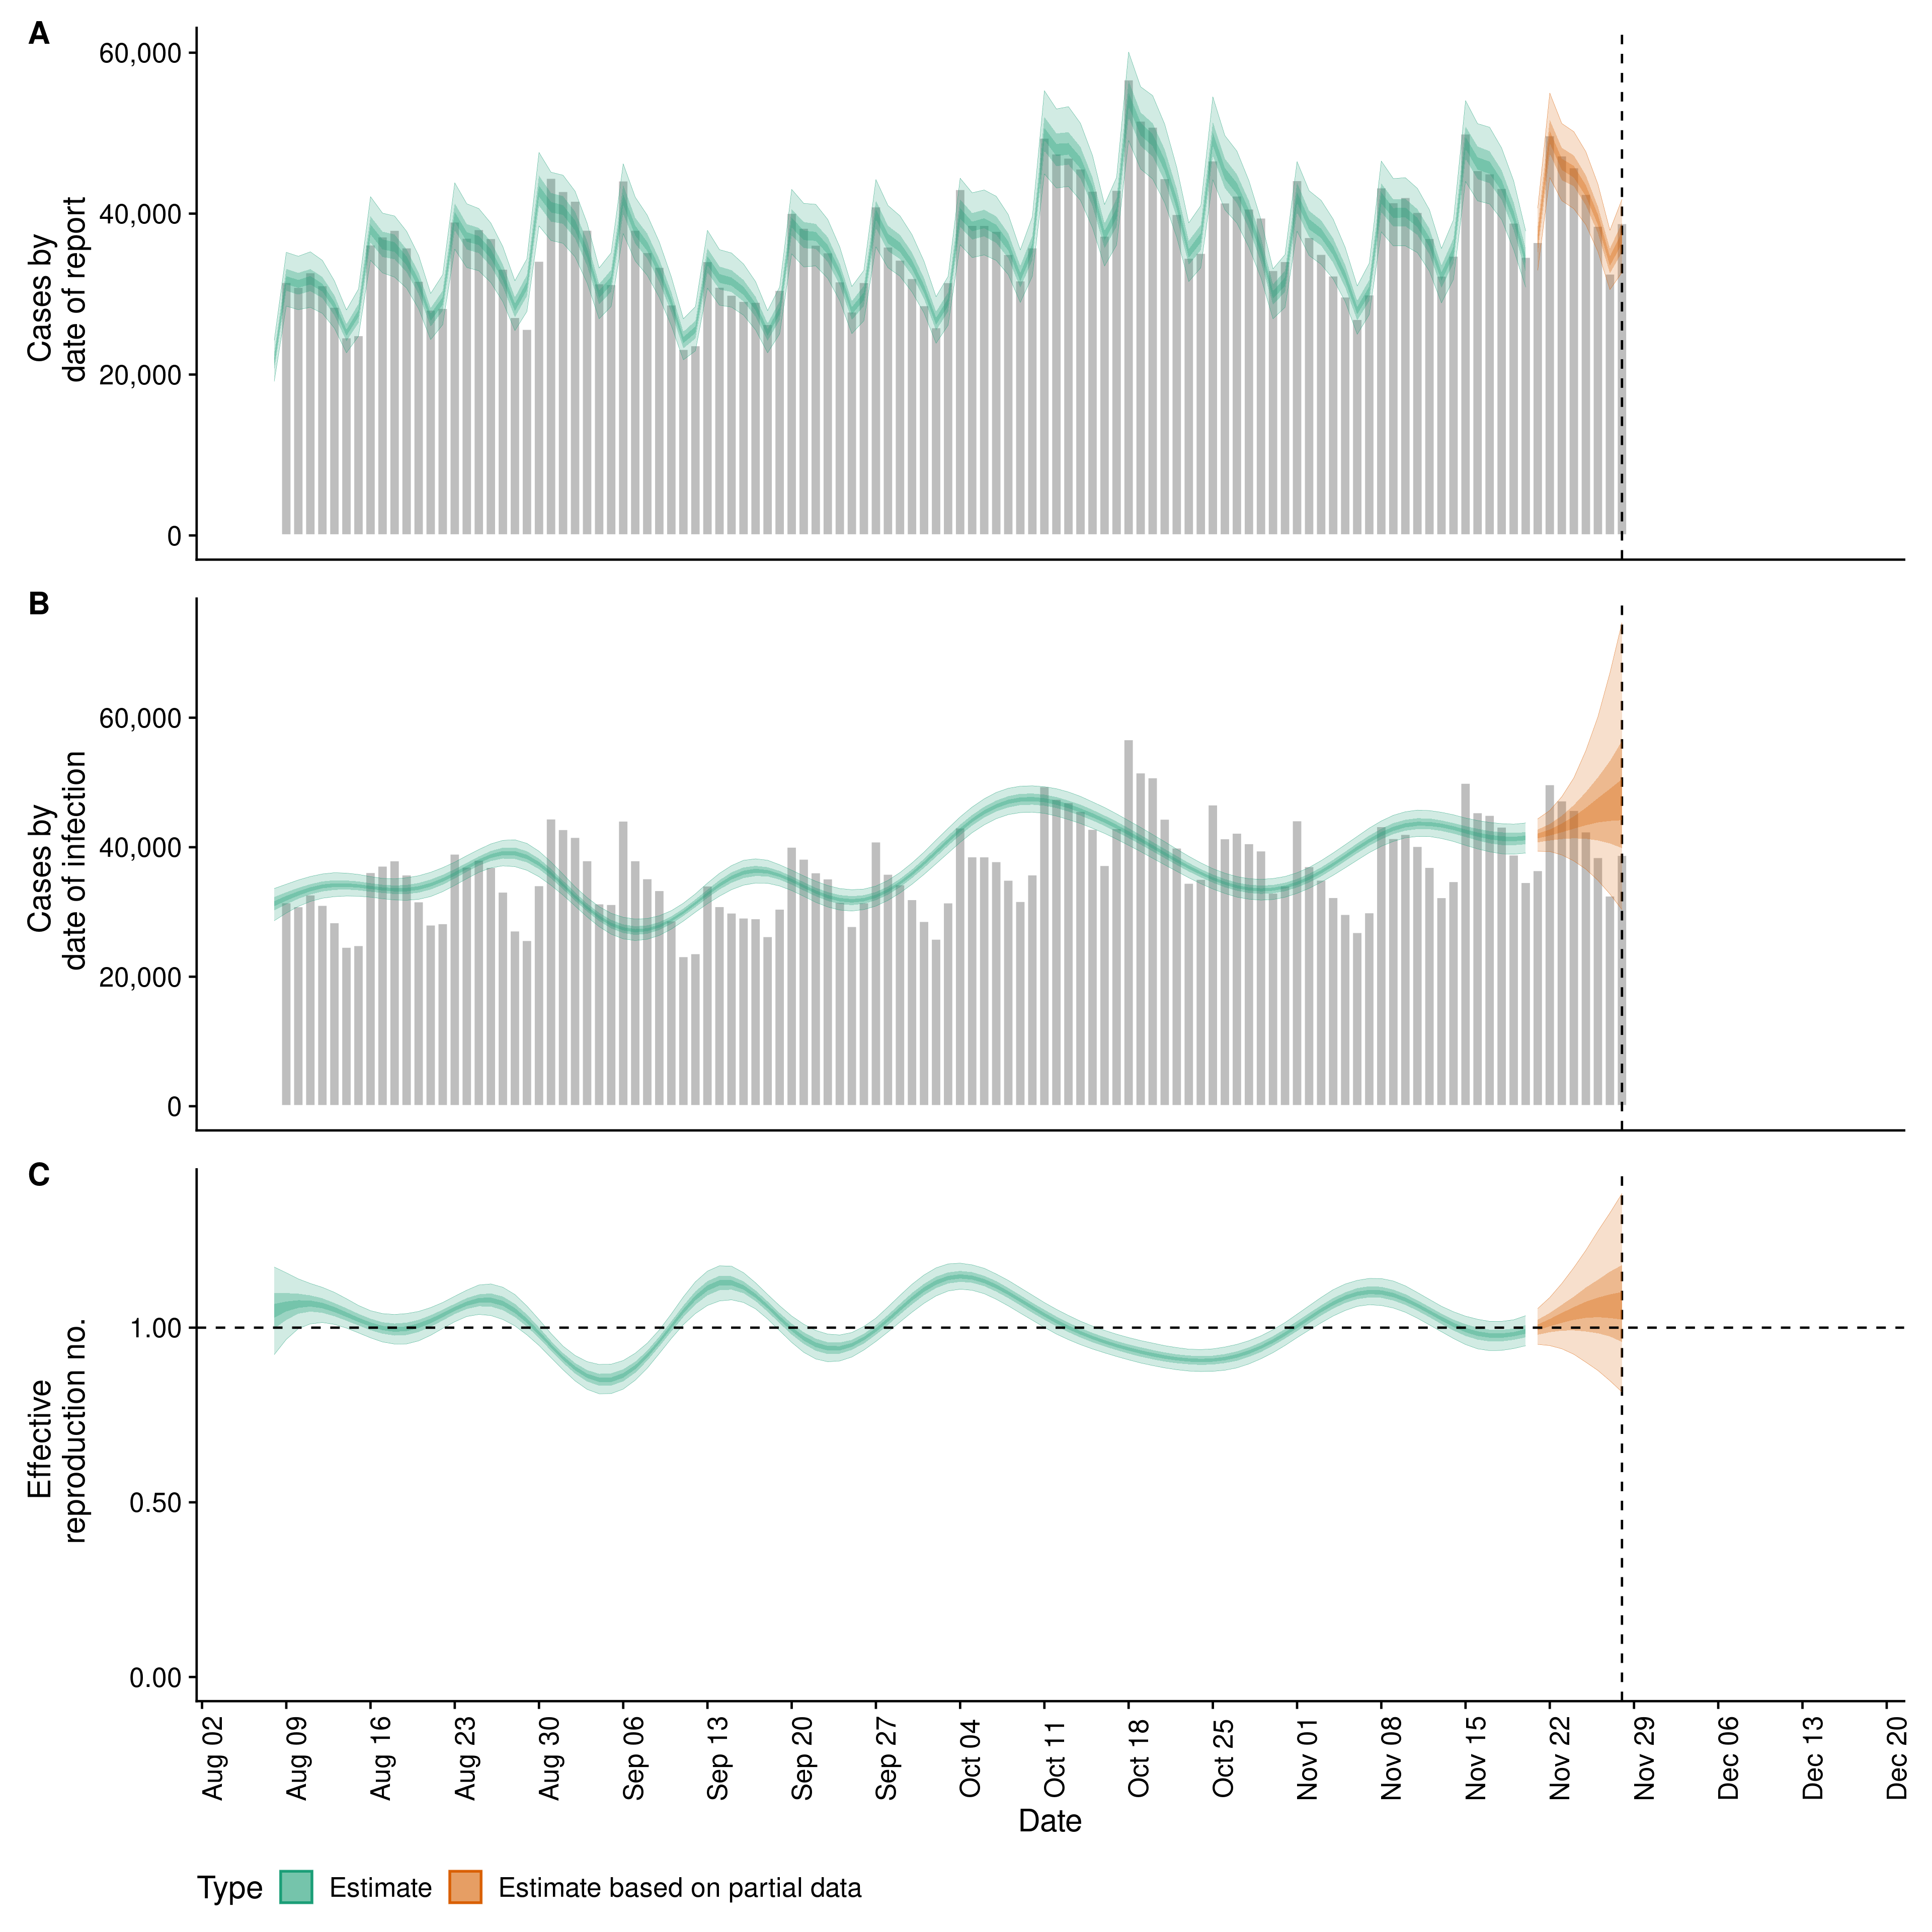 A
60,000
40,000
20,000
0
Cases by
date of report
B
60,000
40,000
20,000
0
Cases by
date of infection
C
1.00
0.50
0.00
Effective
reproduction no.
Aug 02
Aug 09
Aug 16
Aug 23
Aug 30
Sep 06
Sep 13
Sep 20
Sep 27
Oct 04
Oct 11
Oct 18
Oct 25
Nov 01
Nov 08
Nov 15
Nov 22
Nov 29
Dec 06
Dec 13
Dec 20
Date
Type Estimate Estimate based on partial data